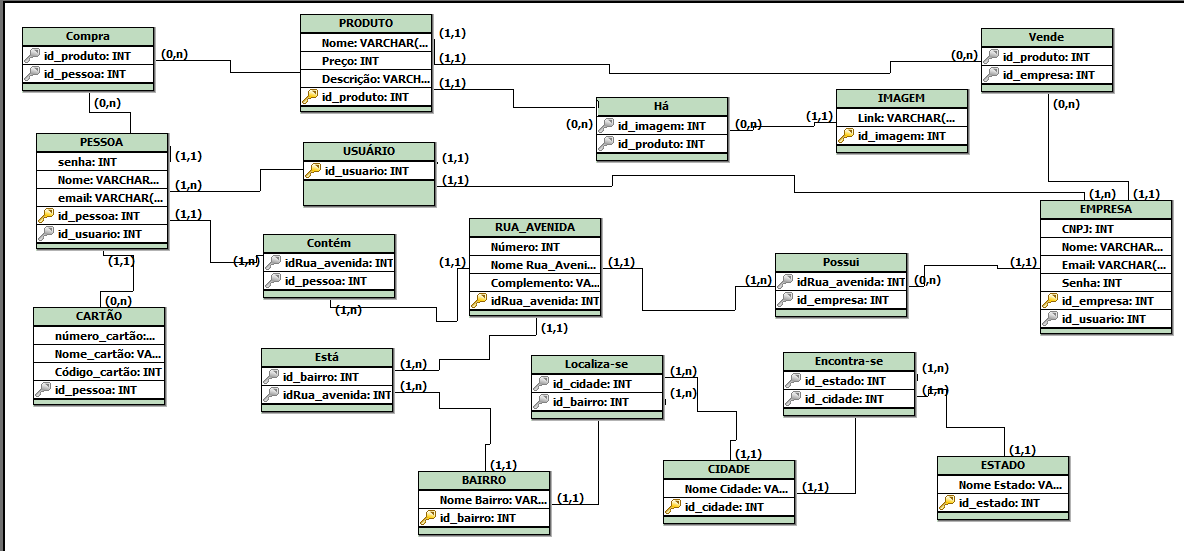 Compra
id_produto: INT
id_pessoa: INT
(0,n)
(0,n)
PRODUTO
Nome: VARCHAR(...
Preço: INT
Descrição: VARCH...
id_produto: INT
(1,1)
(1,1)
(1,1)
(0,n)
Vende
id_produto: INT
id_empresa: INT
(0,n)
Há
id_imagem: INT
id_produto: INT
(0,n)
(0,n)
(1,1)
IMAGEM
Link: VARCHAR(...
id_imagem: INT
PESSOA
senha: INT
Nome: VARCHAR...
email: VARCHAR(...
id_pessoa: INT
id_usuario: INT
(1,1)
(1,n)
(1,1)
(1,1)
USUÁRIO
id_usuario: INT
(1,1)
(1,1)
(1,n)
(1,1)
EMPRESA
CNPJ: INT
Nome: VARCHAR...
Email: VARCHAR(...
Senha: INT
id_empresa: INT
id_usuario: INT
(1,1)
Contém
idRua_avenida: INT
id_pessoa: INT
(1,n)
(1,n)
RUA_AVENIDA
Número: INT
Nome Rua_Aveni...
Complemento: VA...
idRua_avenida: INT
(1,1)
(1,1)
(1,1)
Possui
idRua_avenida: INT
id_empresa: INT
(1,n)
(0,n)
(0,n)
CARTÃO
número_cartão:...
Nome_cartão: VA...
Código_cartão: INT
id_pessoa: INT
Está
id_bairro: INT
idRua_avenida: INT
(1,n)
(1,n)
Localiza-se
id_cidade: INT
id_bairro: INT
(1,n)
(1,n)
Encontra-se
id_estado: INT
id_cidade: INT
(1,n)
(1,n)
(1,1)
BAIRRO
Nome Bairro: VAR...
id_bairro: INT
(1,1)
(1,1)
CIDADE
Nome Cidade: VA...
id_cidade: INT
(1,1)
(1,1)
ESTADO
Nome Estado: VA...
id_estado: INT